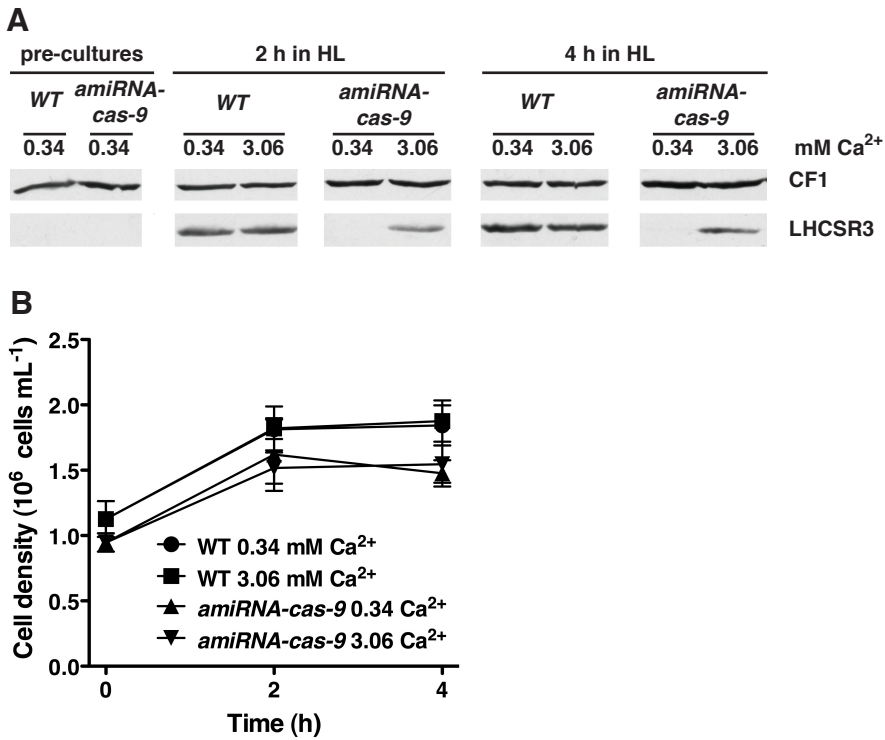 A
pre-cultures 2 h in HL 4 h in HL
WT amiRNA-cas-9 WT amiRNA-cas-9 WT amiRNA-cas-9
0.34 0.34 0.34 3.06 0.34 3.06 0.34 3.06 0.34 3.06 mM Ca²⁺
CF1
LHCSR3
B
Cell density (10⁶ cells mL⁻¹)
2.5
2.0
1.5
1.0
0.5
0.0
WT 0.34 mM Ca²⁺
WT 3.06 mM Ca²⁺
amiRNA-cas-9 0.34 Ca²⁺
amiRNA-cas-9 3.06 Ca²⁺
0 2 4
Time (h)